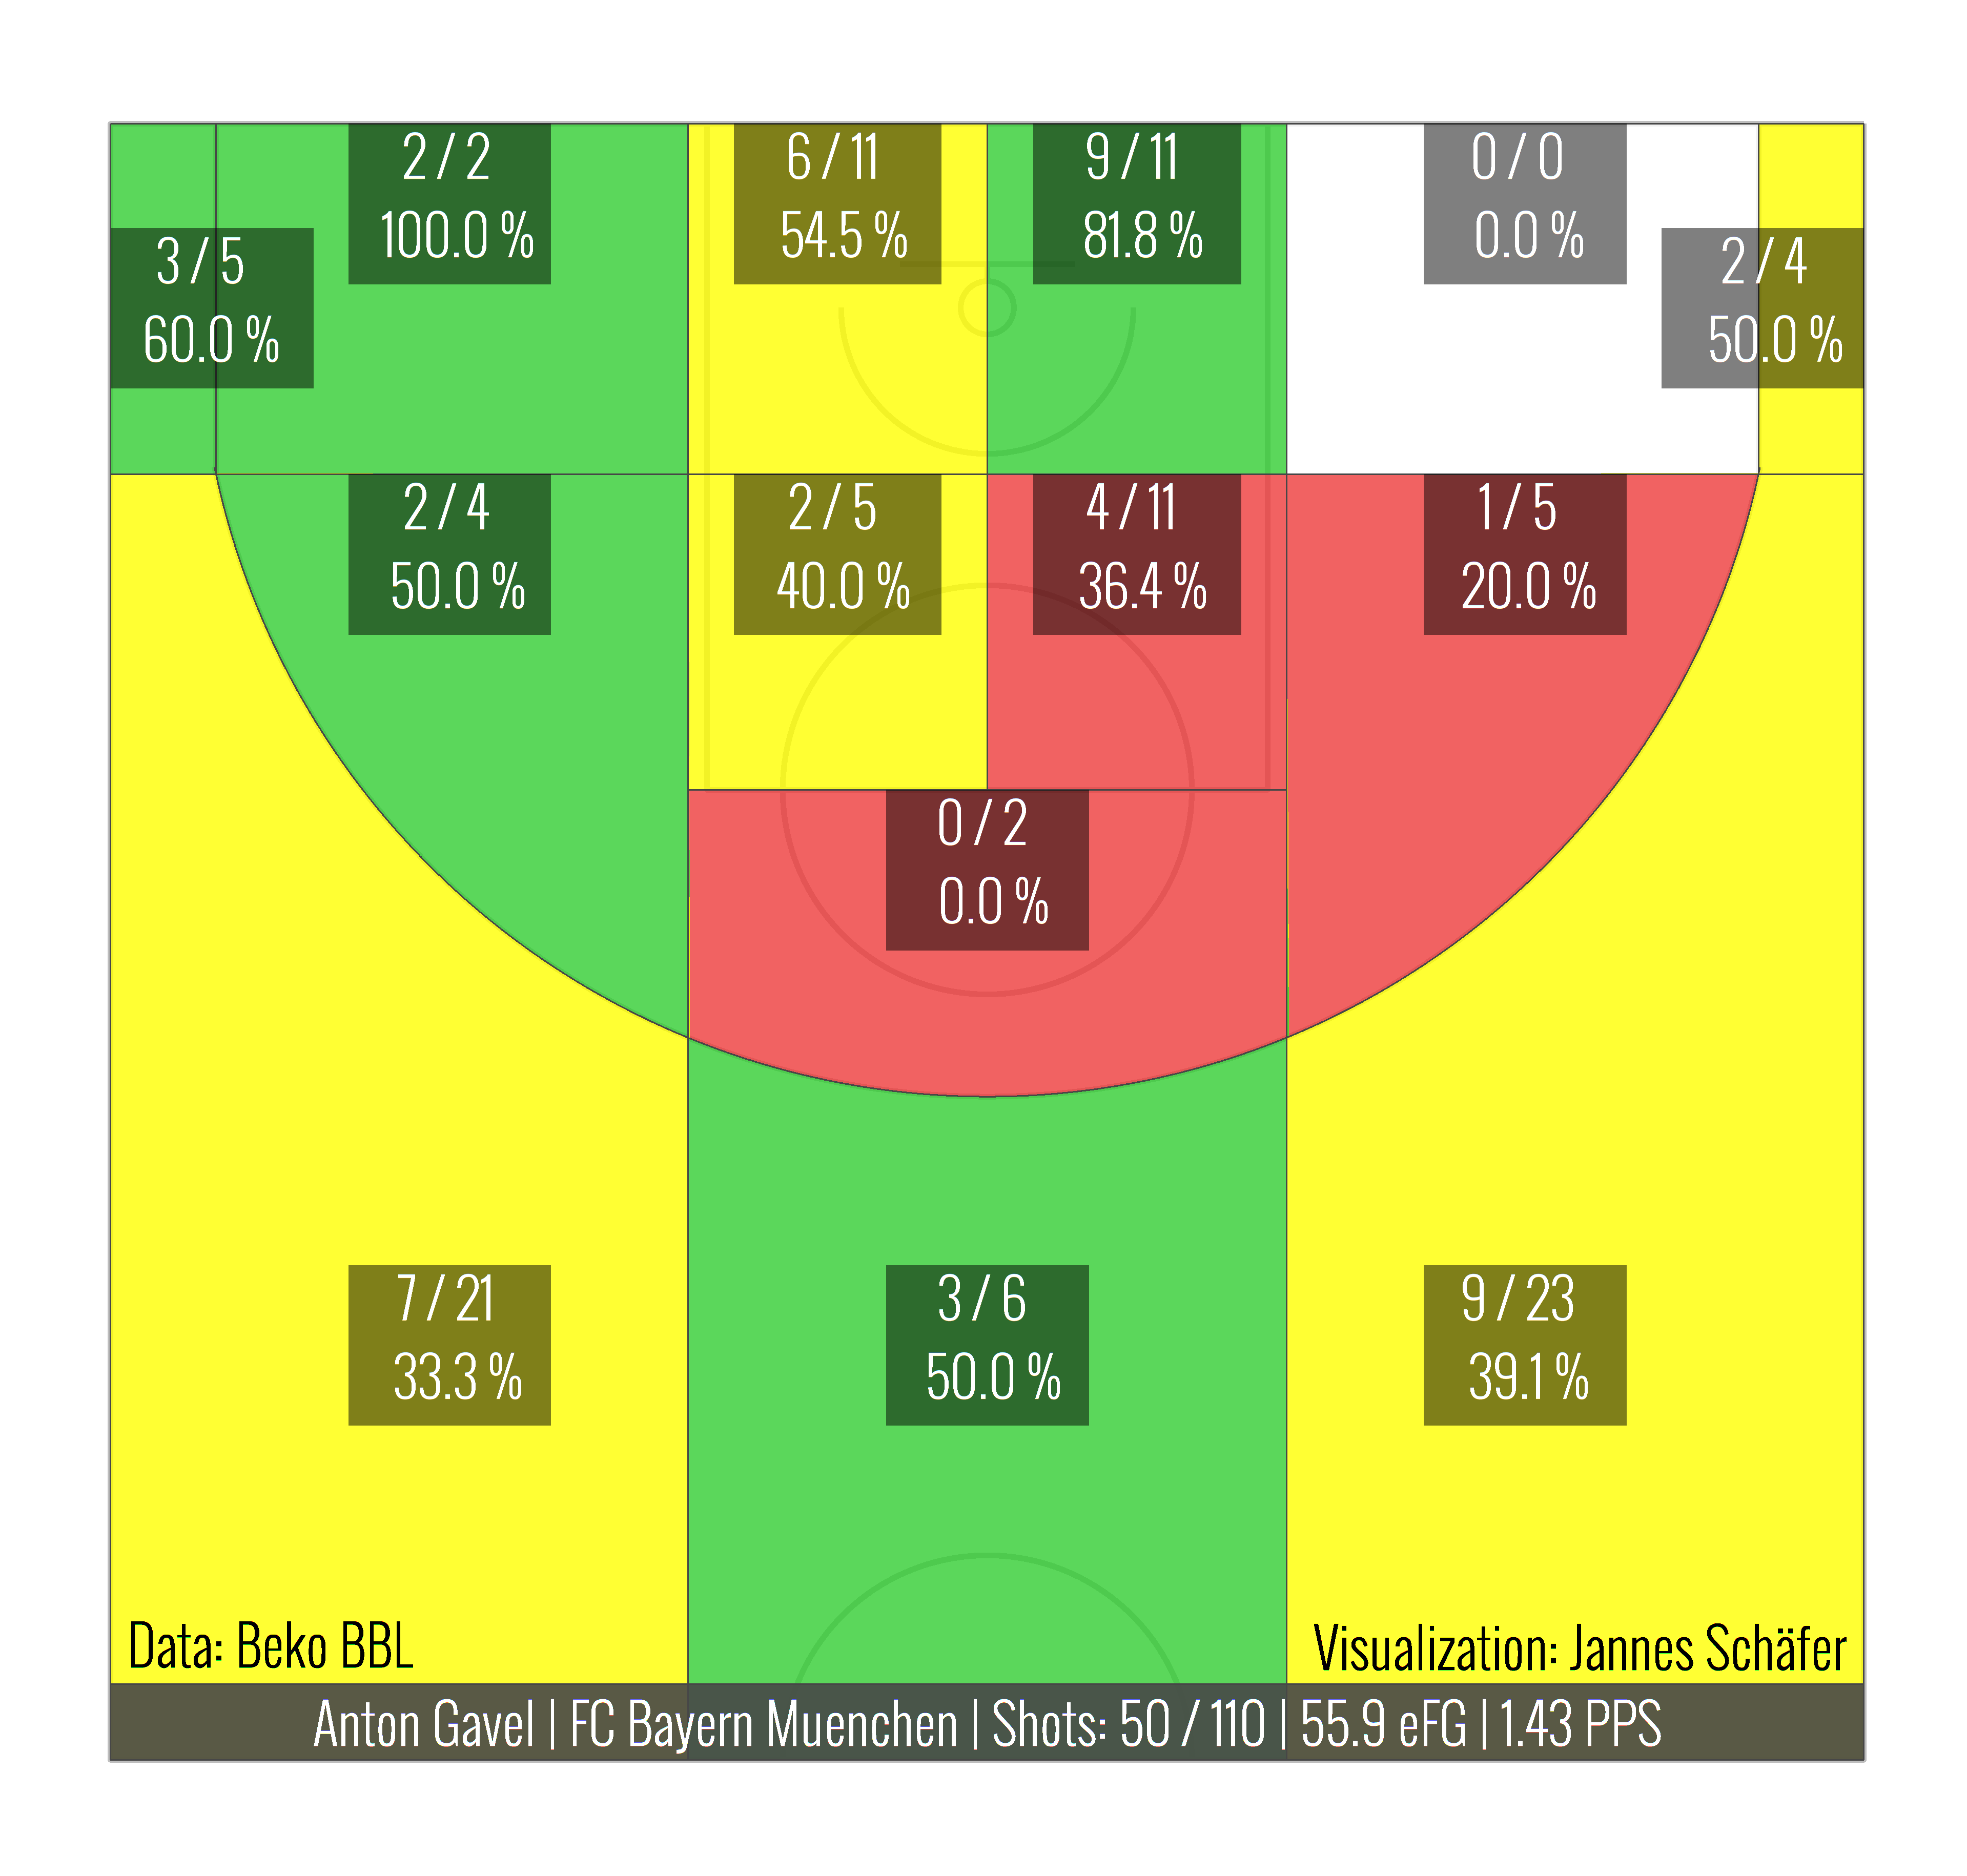 2 / 2
100.0 %
6 / 11
54.5 %
9 / 11
81.8 %
0 / 0
0.0 %
3 / 5
60.0 %
2 / 4
50.0 %
2 / 4
50.0 %
2 / 5
40.0 %
4 / 11
36.4 %
1 / 5
20.0 %
0 / 2
0.0 %
7 / 21
33.3 %
3 / 6
50.0 %
9 / 23
39.1 %
Data: Beko BBL
Visualization: Jannes Schäfer
Anton Gavel | FC Bayern Muenchen | Shots: 50 / 110 | 55.9 eFG | 1.43 PPS